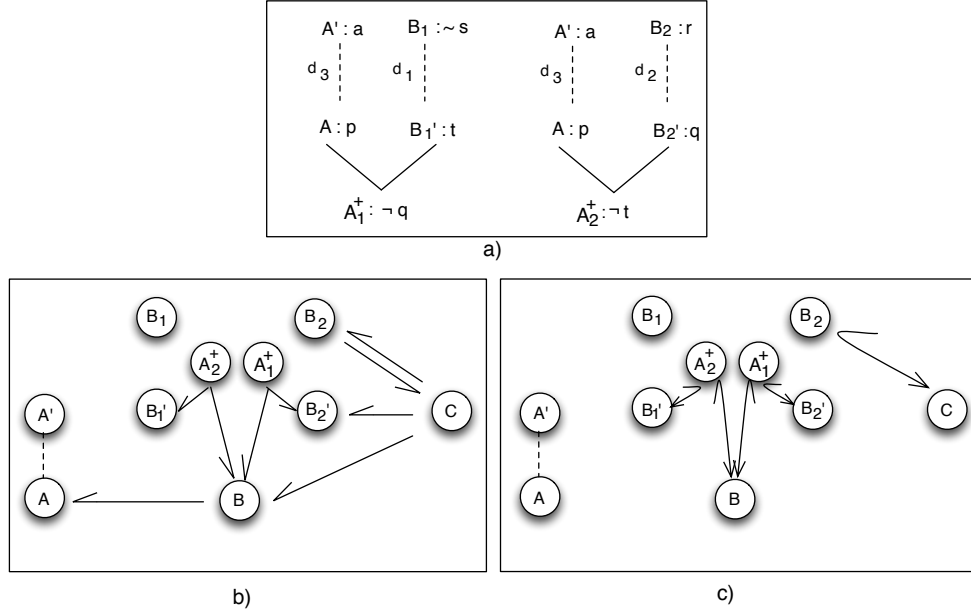 A' : a B₁ : ~ s A' : a B₂ : r
d₃ d₁ d₃ d₂
A : p B₁' : t A : p B₂' : q
A₁⁺ : ¬ q A₂⁺ : ¬ t
a)
B₁ B₂ B₁ B₂
A₂⁺ A₁⁺ A₂⁺ A₁⁺
A' B₁' B₂' C A' B₁' B₂' C
A B A B
b) c)